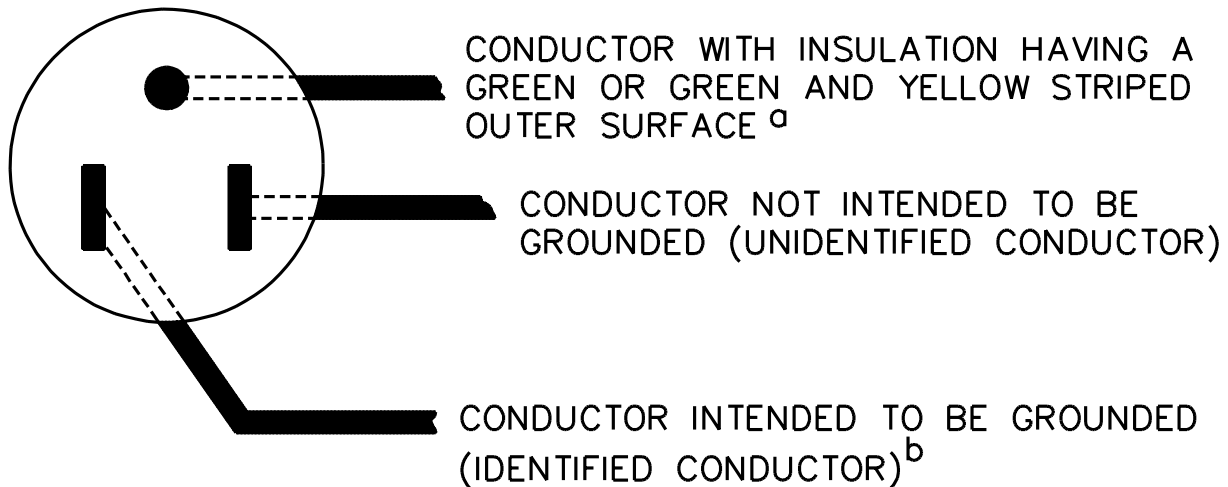 CONDUCTOR WITH INSULATION HAVING A
GREEN OR GREEN AND YELLOW STRIPED
OUTER SURFACE a
CONDUCTOR NOT INTENDED TO BE
GROUNDED (UNIDENTIFIED CONDUCTOR)
CONDUCTOR INTENDED TO BE GROUNDED
(IDENTIFIED CONDUCTOR) b